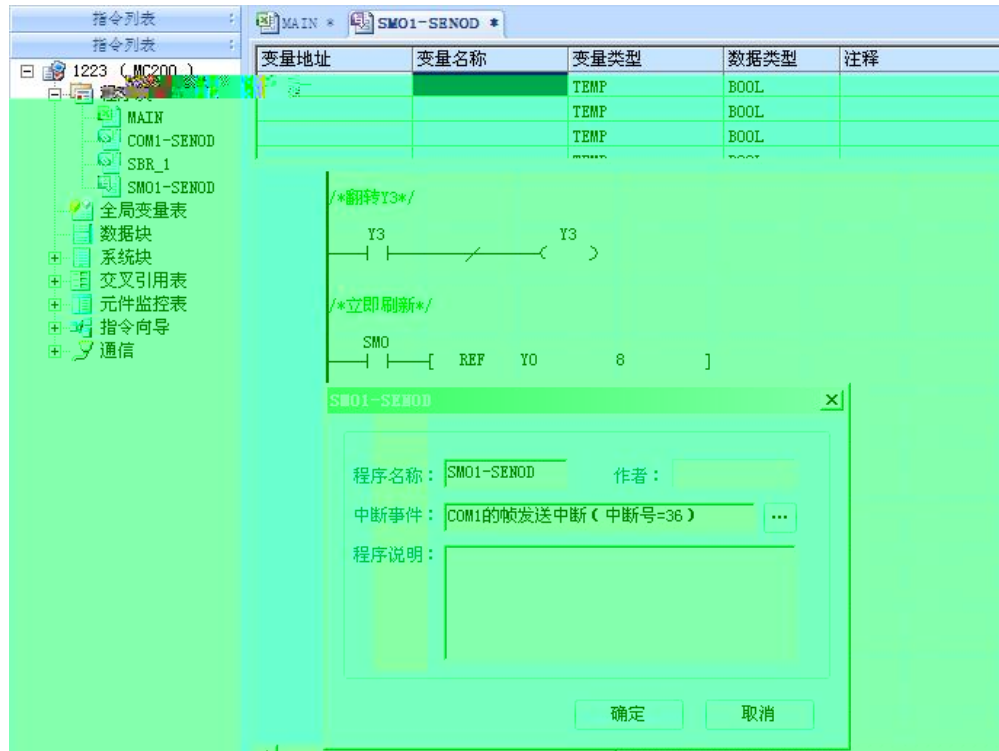 指令列表
指令列表
1223 ( MC200 )
MAIN
COM1-SENOD
SBR_1
SMO1-SENOD
全局变量表
数据块
系统块
交叉引用表
元件监控表
指令向导
通信
MAIN *
SMO1-SENOD *
变量地址 变量名称 变量类型 数据类型 注释
TEMP BOOL
TEMP BOOL
TEMP BOOL
/*翻转Y3*/
Y3 Y3
/*立即刷新*/
SM0
[ REF Y0 8 ]
SMO1-SENOD
程序名称: SMO1-SENOD 作者:
中断事件: COM1的帧发送中断(中断号=36) ...
程序说明:
确定 取消